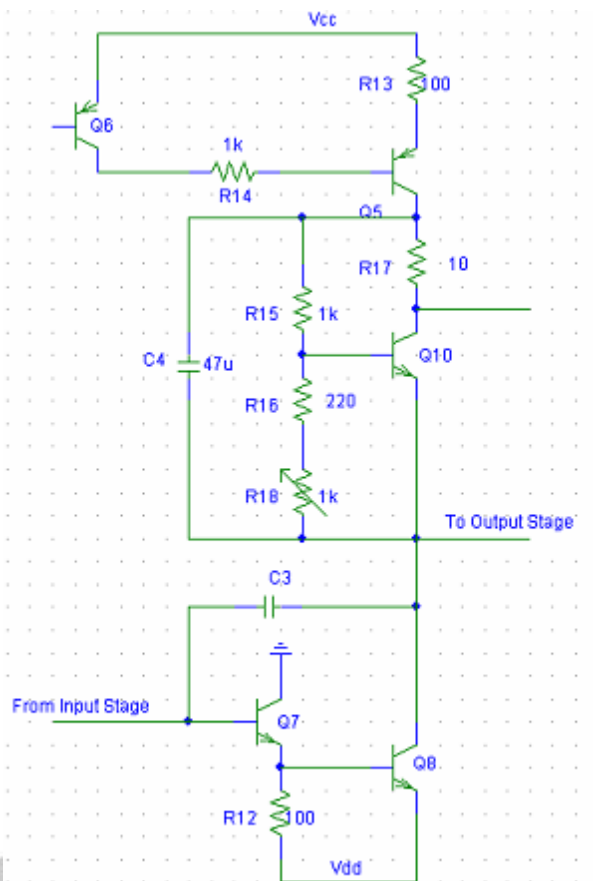 Vcc
R13 100
Q6
1k
R14
Q5
R17 10
R15 1k
C4 47u
Q10
R16 220
R18 1k
To Output Stage
C3
From Input Stage
Q7
Q8
R12 100
Vdd